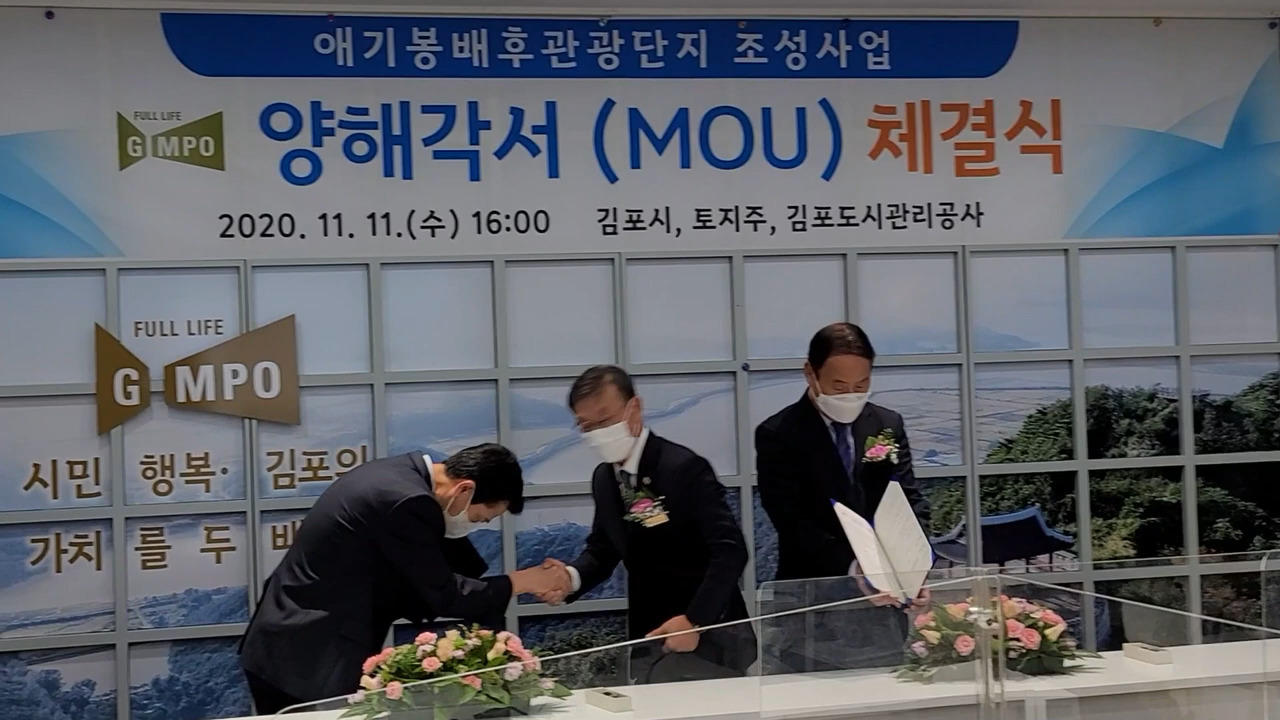 애기봉배후관광단지 조성사업
FULL LIFE
GIMPO
양해각서 (MOU) 체결식
2020. 11. 11.(수) 16:00 김포시, 토지주, 김포도시관리공사
FULL LIFE
G MPO
시민 행복· 김포의
가치를 두